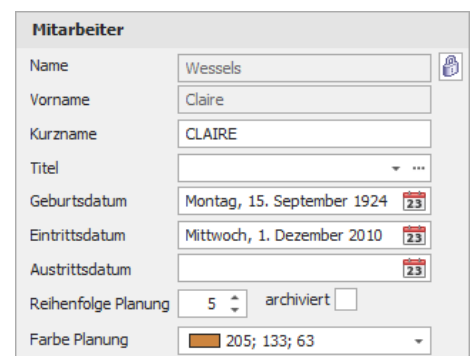 Mitarbeiter
Name Wessels
Vorname Claire
Kurzname CLAIRE
Titel
Geburtsdatum Montag, 15. September 1924 23
Eintrittsdatum Mittwoch, 1. Dezember 2010 23
Austrittsdatum 23
Reihenfolge Planung 5 archiviert
Farbe Planung 205; 133; 63